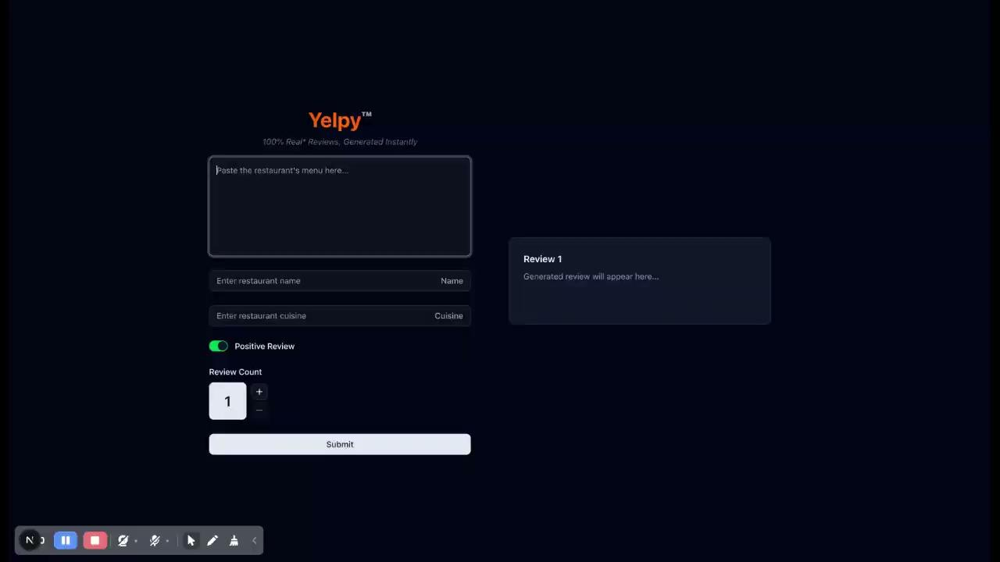 Yelpy™
100% Real* Reviews, Generated Instantly
Paste the restaurant's menu here...
Enter restaurant name Name
Enter restaurant cuisine Cuisine
Positive Review
Review Count
1
+
−
Submit
Review 1
Generated review will appear here...
N